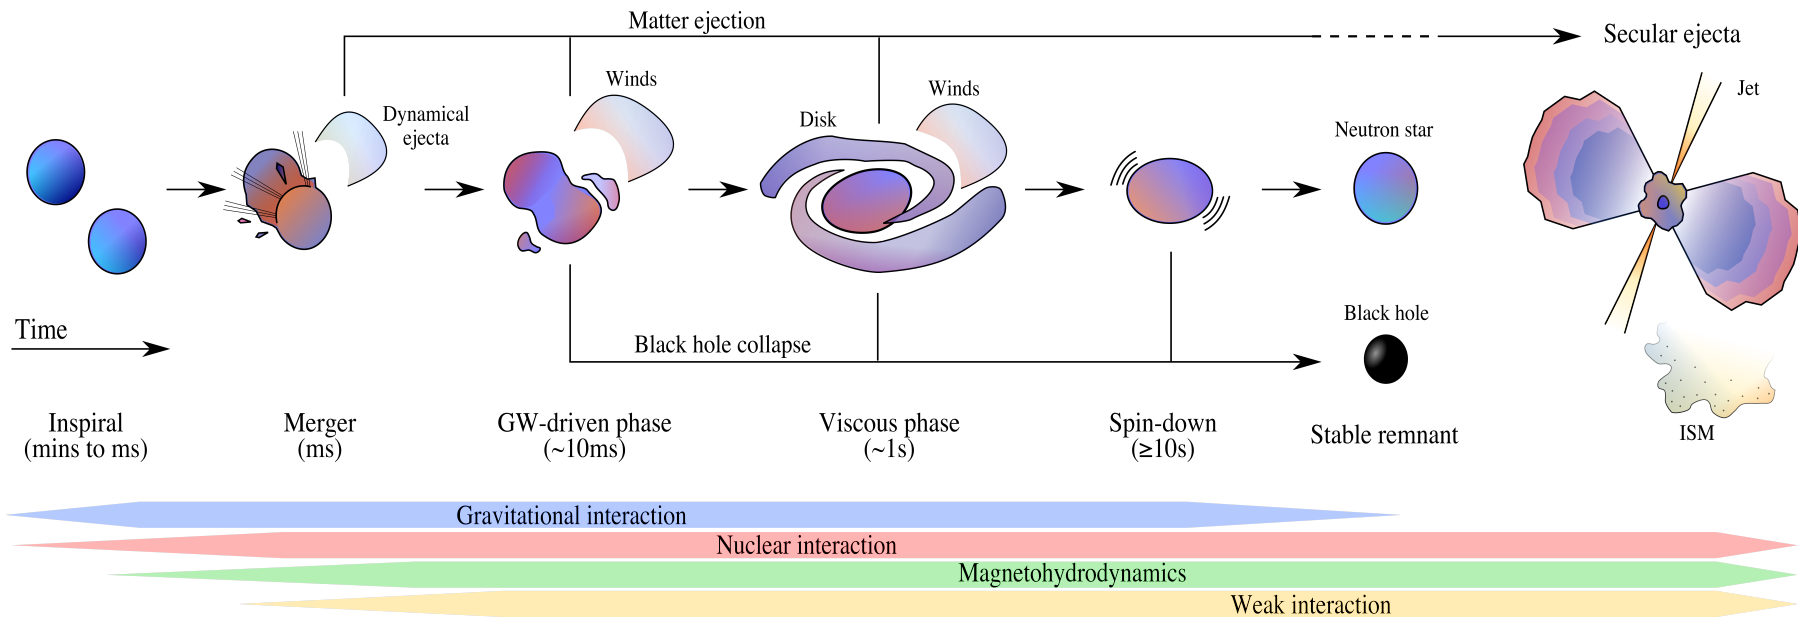 Matter ejection
Secular ejecta
Winds
Winds
Jet
Dynamical
ejecta
Disk
Neutron star
Time
Black hole collapse
Black hole
Inspiral
(mins to ms)
Merger
(ms)
GW-driven phase
(~10ms)
Viscous phase
(~1s)
Spin-down
(≥10s)
Stable remnant
ISM
Gravitational interaction
Nuclear interaction
Magnetohydrodynamics
Weak interaction